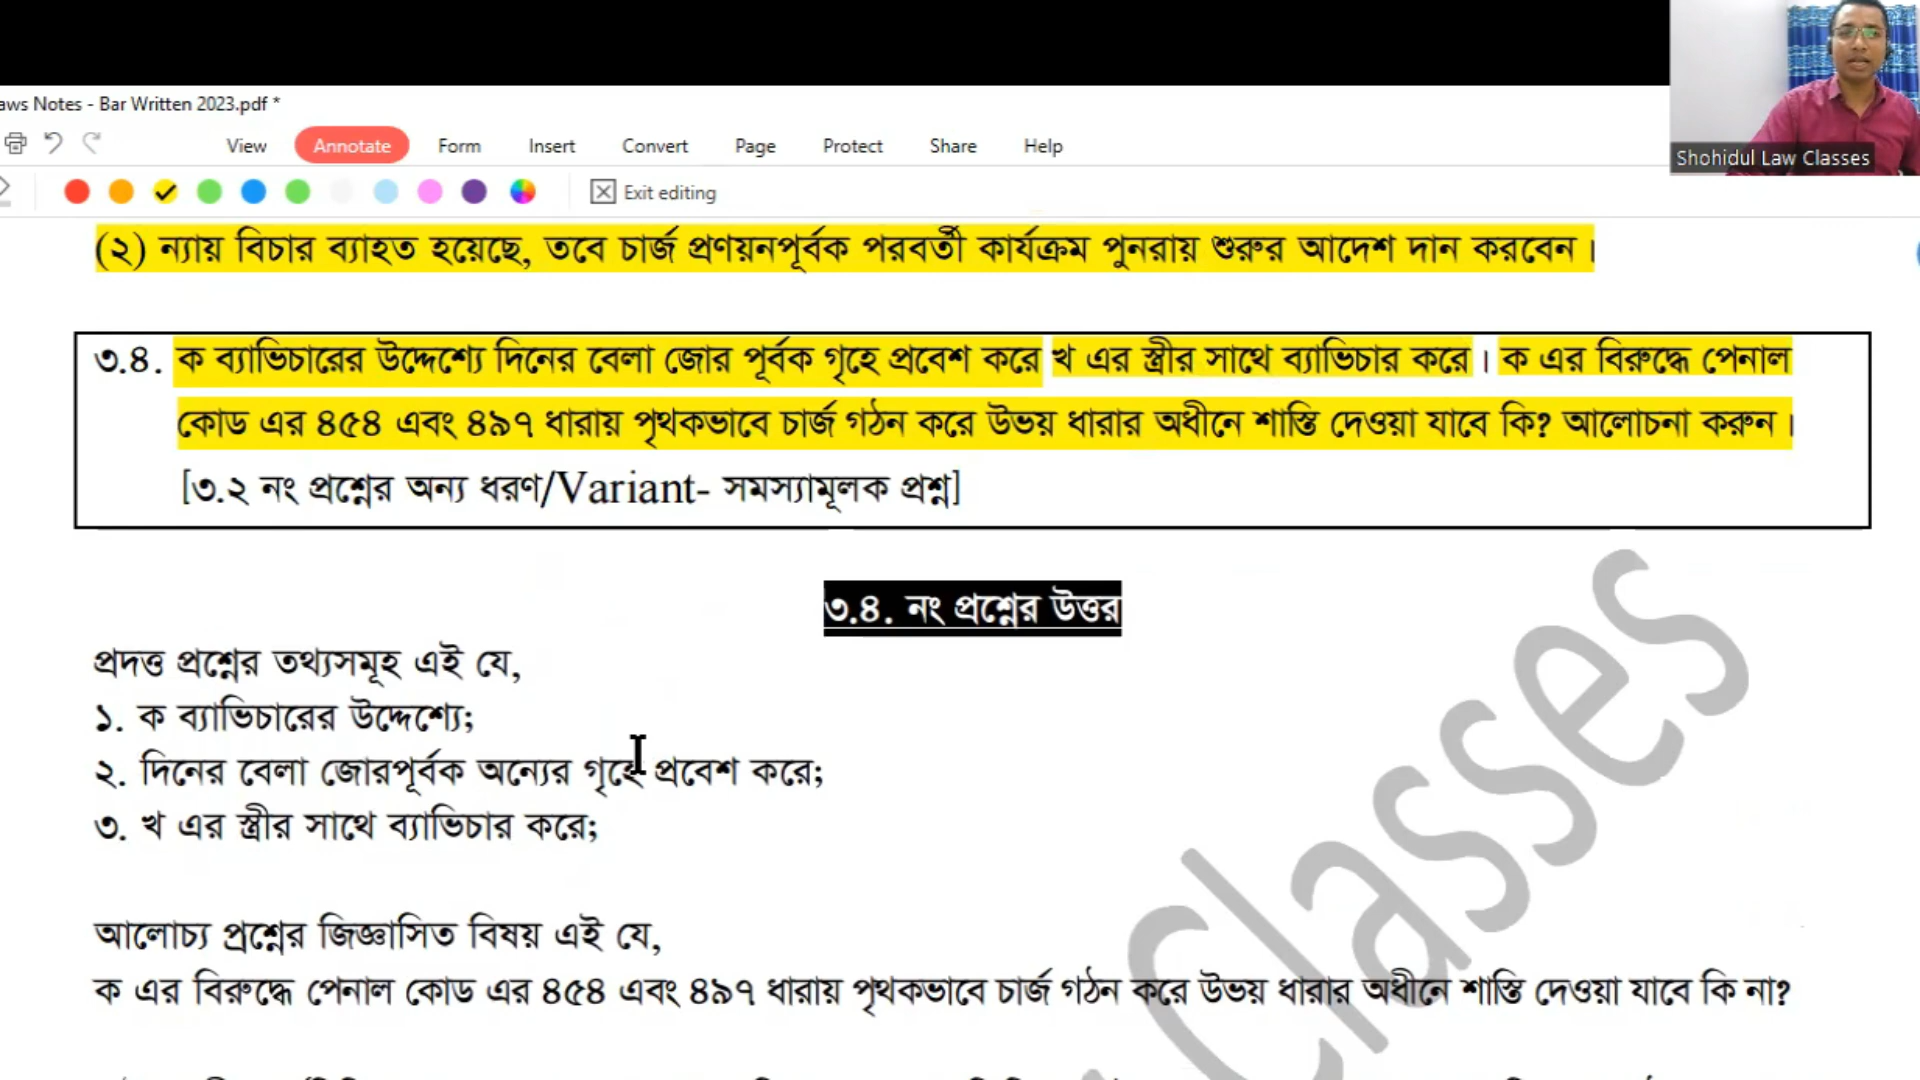 aws Notes - Bar Written 2023.pdf *
Shohidul Law Classes
View Annotate Form Insert Convert Page Protect Share Help
Exit editing
(২) ন্যায় বিচার ব্যাহত হয়েছে, তবে চার্জ প্রণয়নপূর্বক পরবর্তী কার্যক্রম পুনরায় শুরুর আদেশ দান করবেন।
৩.৪. ক ব্যাভিচারের উদ্দেশ্যে দিনের বেলা জোর পূর্বক গৃহে প্রবেশ করে খ এর স্ত্রীর সাথে ব্যাভিচার করে। ক এর বিরুদ্ধে পেনাল
কোড এর ৪৫৪ এবং ৪৯৭ ধারায় পৃথকভাবে চার্জ গঠন করে উভয় ধারার অধীনে শাস্তি দেওয়া যাবে কি? আলোচনা করুন।
[৩.২ নং প্রশ্নের অন্য ধরণ/Variant- সমস্যামূলক প্রশ্ন]
৩.৪. নং প্রশ্নের উত্তর
প্রদত্ত প্রশ্নের তথ্যসমূহ এই যে,
১. ক ব্যাভিচারের উদ্দেশ্যে;
২. দিনের বেলা জোরপূর্বক অন্যের গৃহে প্রবেশ করে;
৩. খ এর স্ত্রীর সাথে ব্যাভিচার করে;
আলোচ্য প্রশ্নের জিজ্ঞাসিত বিষয় এই যে,
ক এর বিরুদ্ধে পেনাল কোড এর ৪৫৪ এবং ৪৯৭ ধারায় পৃথকভাবে চার্জ গঠন করে উভয় ধারার অধীনে শাস্তি দেওয়া যাবে কি না?
Classes